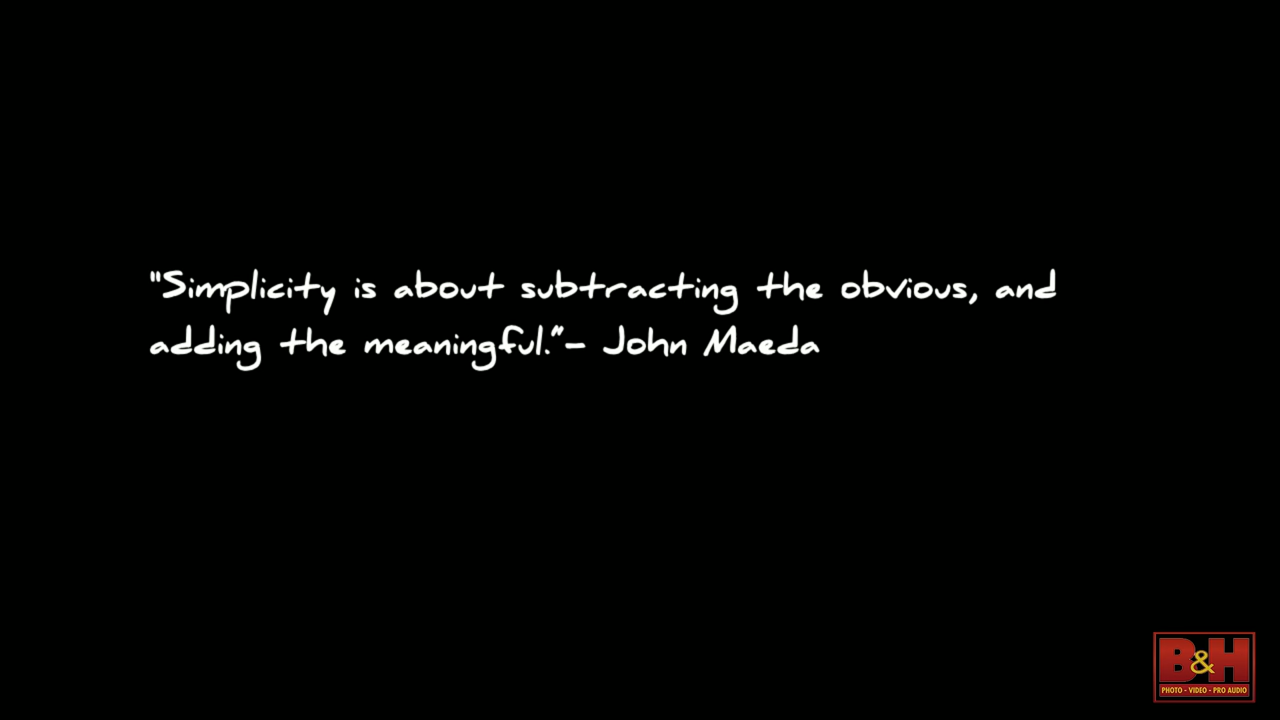 "Simplicity is about subtracting the obvious, and
adding the meaningful."- John Maeda
B&H
PHOTO - VIDEO - PRO AUDIO